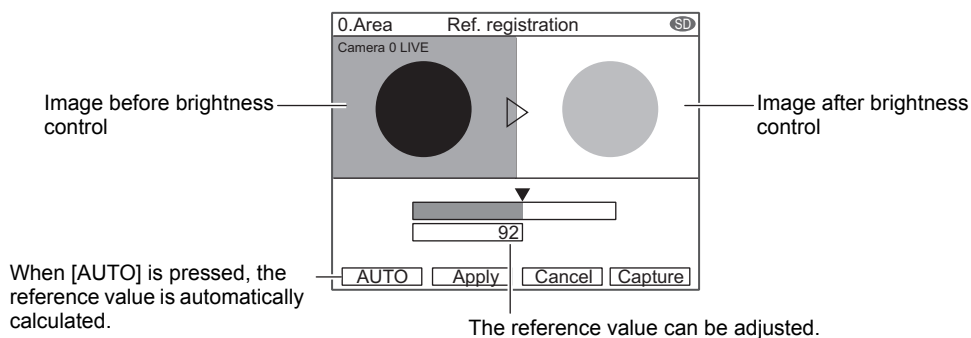 0.Area Ref. registration SD
Camera 0 LIVE
Image before brightness
control
Image after brightness
control
92
When [AUTO] is pressed, the
reference value is automatically
calculated.
AUTO Apply Cancel Capture
The reference value can be adjusted.